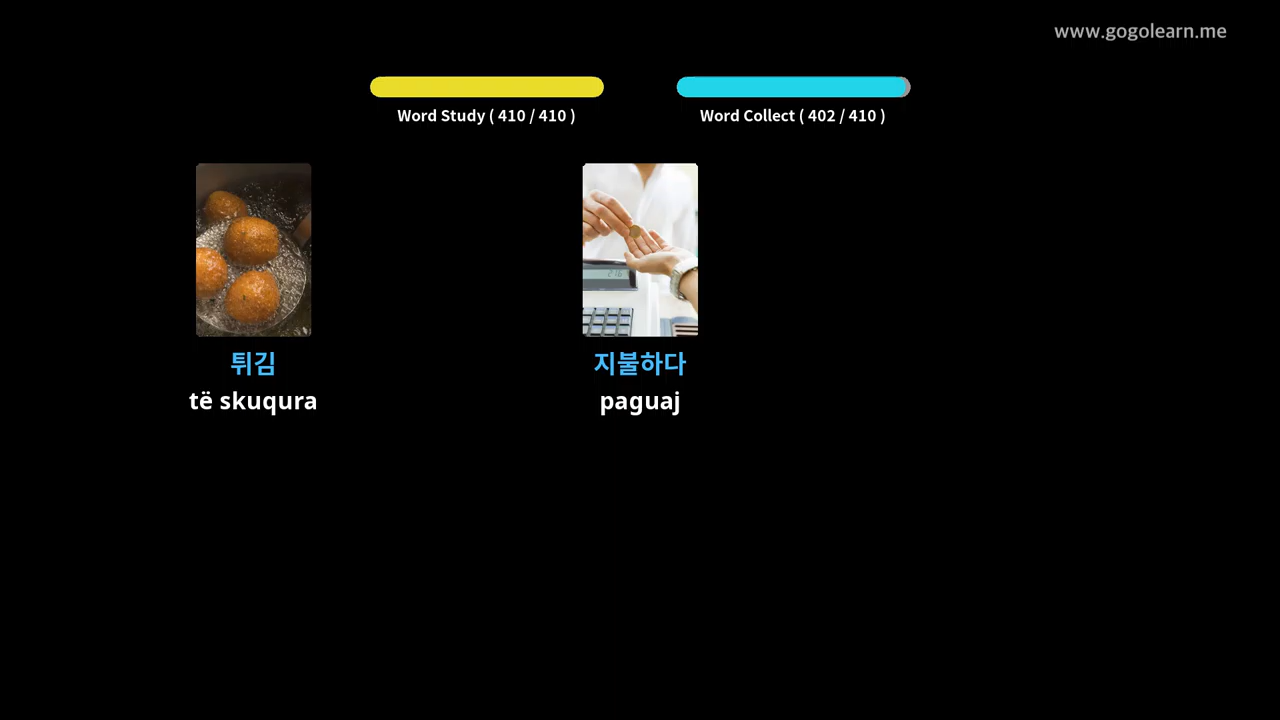 www.gogolearn.me
Word Study ( 410 / 410 )
Word Collect ( 402 / 410 )
튀김
të skuqura
지불하다
paguaj